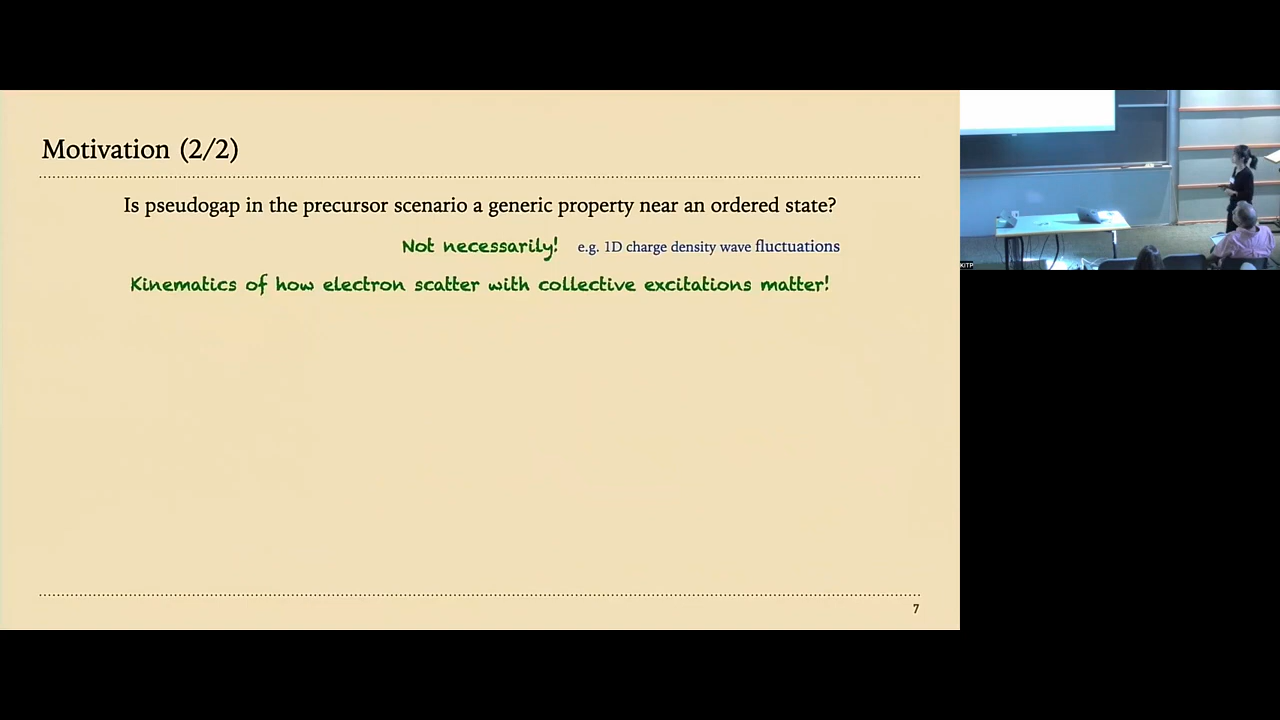 Motivation (2/2)
Is pseudogap in the precursor scenario a generic property near an ordered state?
Not necessarily! e.g. 1D charge density wave fluctuations
Kinematics of how electron scatter with collective excitations matter!
7
KITP